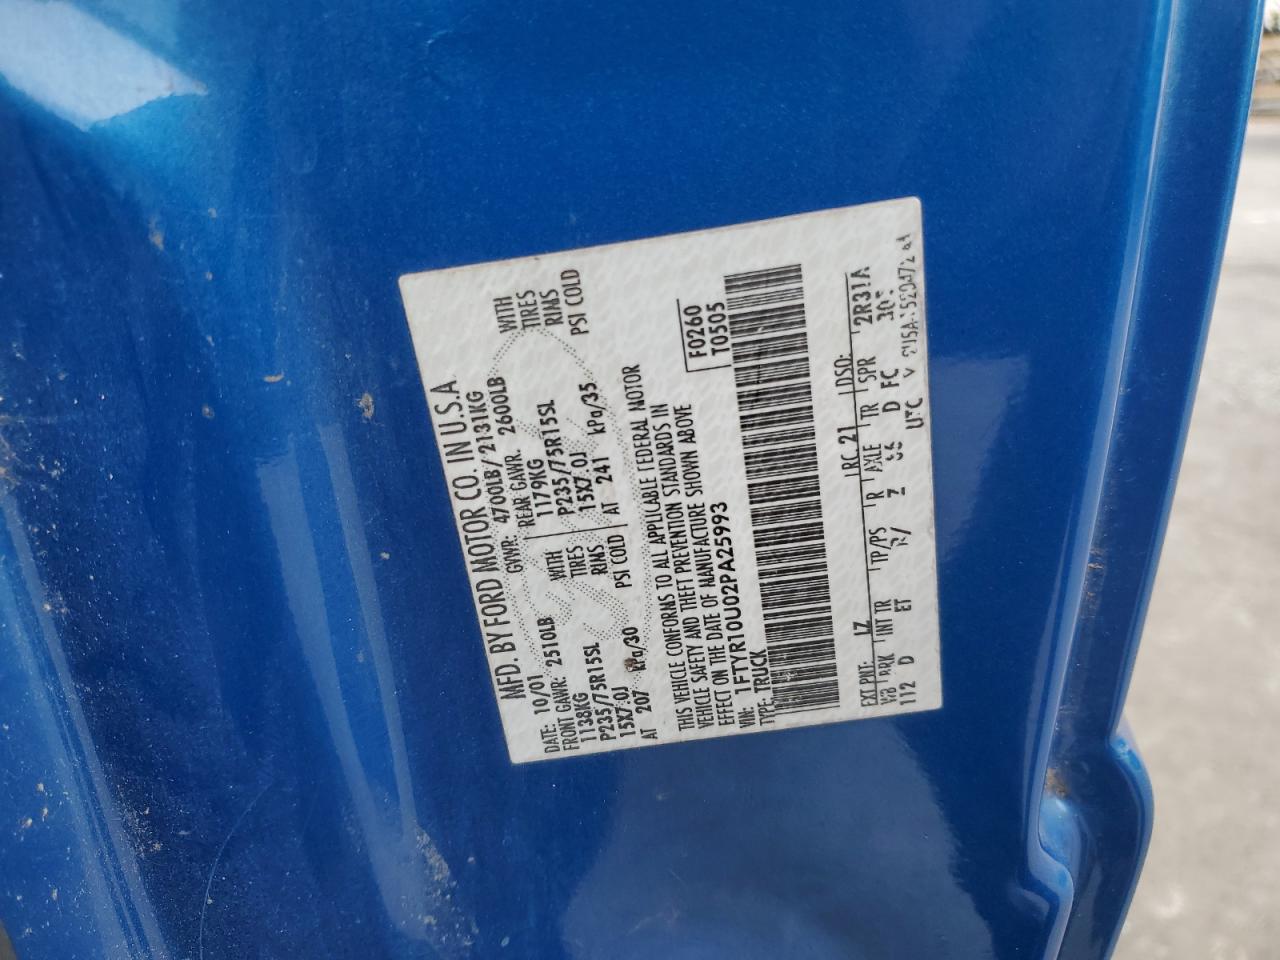 MFD. BY FORD MOTOR CO. IN U.S.A.
DATE: 10/01 GVWR: 4700LB/ 2131KG
FRONT GAWR: 2510LB REAR GAWR: 2600LB
1138KG WITH 1179KG WITH
P235/75R15SL TIRES P235/75R15SL TIRES
15X7.0J RIMS 15X7.0J RIMS
AT 207 kPa/30 PSI COLD AT 241 kPa/35 PSI COLD
THIS VEHICLE CONFORMS TO ALL APPLICABLE FEDERAL MOTOR
VEHICLE SAFETY AND THEFT PREVENTION STANDARDS IN
EFFECT ON THE DATE OF MANUFACTURE SHOWN ABOVE
VIN: 1FTYR10U02PA25993 F0260
TYPE: TRUCK T0505
EXT PNT: LZ RC: 21 DSO: 2R31A
WB BRK INT TR TP/PS R AXLE TR SPR
112 D ET 2 D FC
UTC